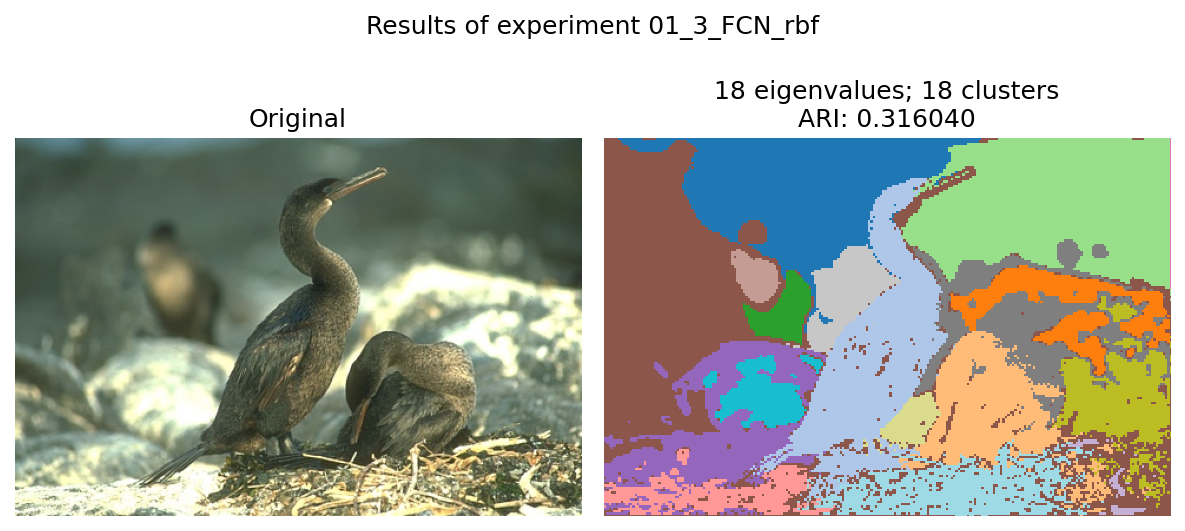 Results of experiment 01_3_FCN_rbf
Original
18 eigenvalues; 18 clusters
ARI: 0.316040